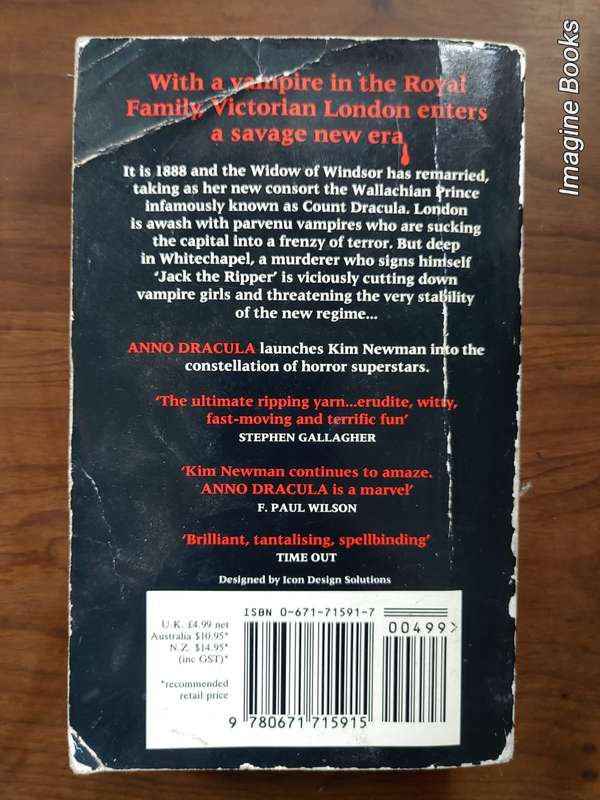 With a vampire in the Royal
Family, Victorian London enters
a savage new era
It is 1888 and the Widow of Windsor has remarried,
taking as her new consort the Wallachian Prince
infamously known as Count Dracula. London
is awash with parvenu vampires who are sucking
the capital into a frenzy of terror. But deep
in Whitechapel, a murderer who signs himself
'Jack the Ripper' is viciously cutting down
vampire girls and threatening the very stability
of the new regime...
ANNO DRACULA launches Kim Newman into the
constellation of horror superstars.
'The ultimate ripping yarn...erudite, witty,
fast-moving and terrific fun'
STEPHEN GALLAGHER
'Kim Newman continues to amaze.
ANNO DRACULA is a marvel'
F. PAUL WILSON
'Brilliant, tantalising, spellbinding'
TIME OUT
Designed by Icon Design Solutions
U.K. £4.99 net
Australia $10.95*
N.Z. $14.95*
(inc GST)*
*recommended
retail price
ISBN 0-671-71591-7
00499>
9 780671 715915
Imagine Books